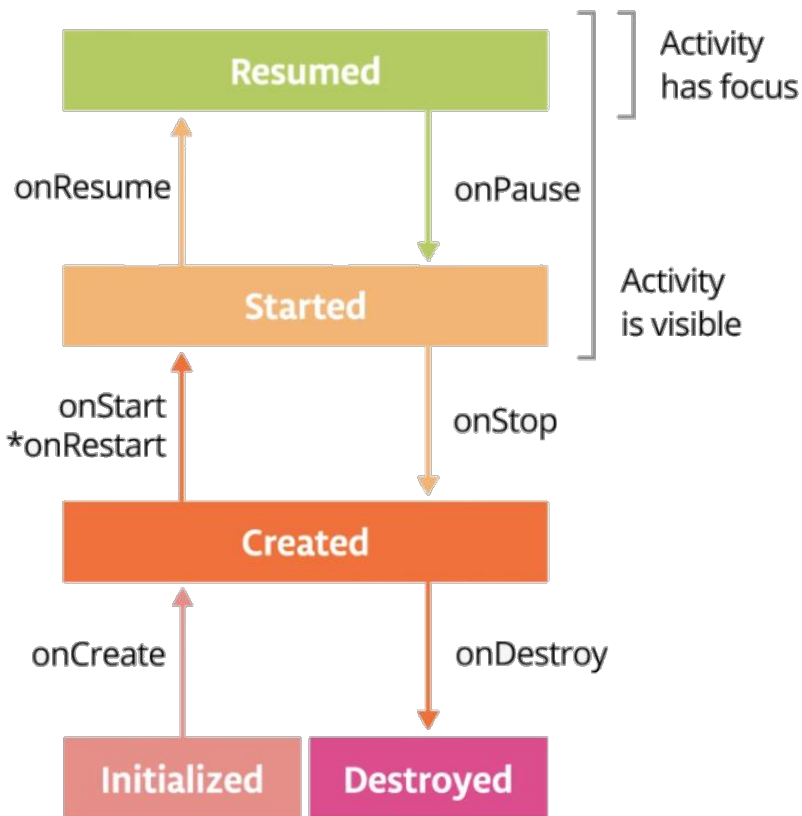 Resumed
Activity
has focus
onResume
onPause
Started
Activity
is visible
onStart
*onRestart
onStop
Created
onCreate
onDestroy
Initialized
Destroyed